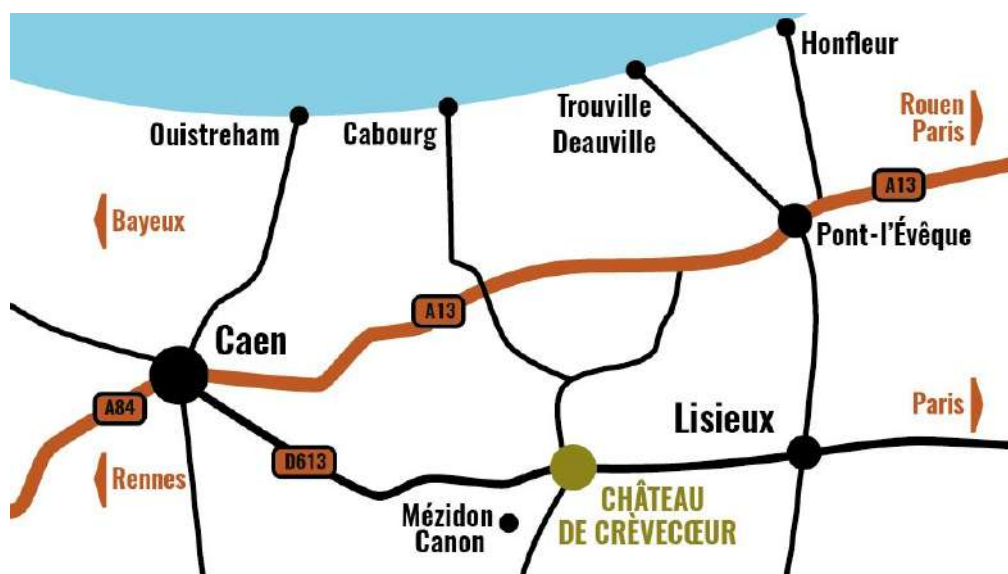 Honfleur
Trouville
Deauville
Ouistreham
Cabourg
Rouen
Paris
A13
Bayeux
Pont-l'Évêque
A13
Caen
A84
Lisieux
Paris
D613
Rennes
Mézidon
Canon
CHÂTEAU
DE CRÈVECŒUR